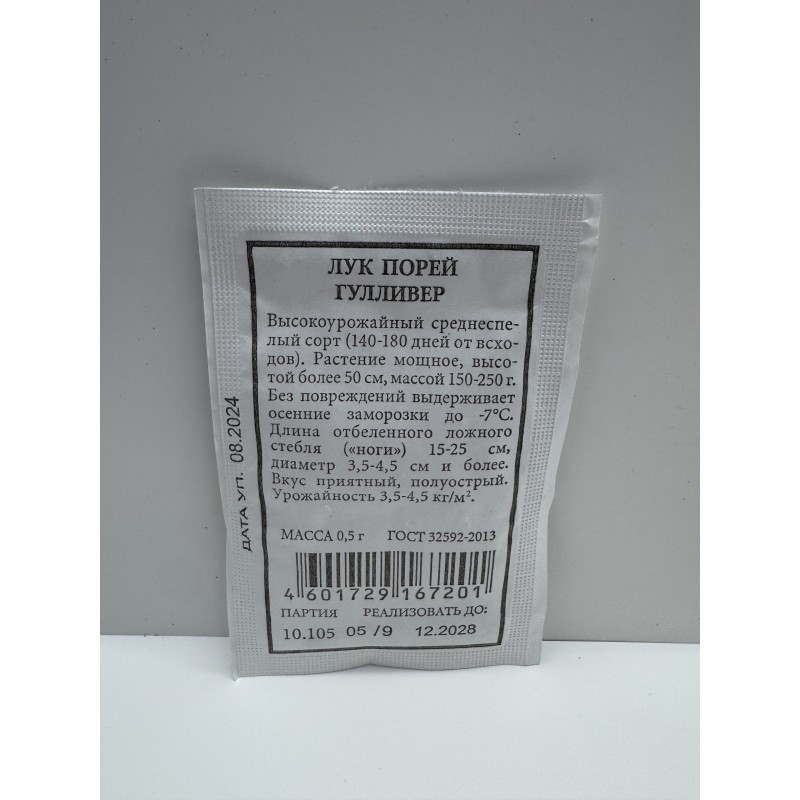 ЛУК ПОРЕЙ
ГУЛЛИВЕР
Высокоурожайный среднеспе-
лый сорт (140-180 дней от всхо-
дов). Растение мощное, высо-
той более 50 см, массой 150-250 г.
Без повреждений выдерживает
осенние заморозки до -7°С.
Длина отбеленного ложного
стебля («ноги») 15-25 см,
диаметр 3,5-4,5 см и более.
Вкус приятный, полуострый.
Урожайность 3,5-4,5 кг/м².
МАССА 0,5 г ГОСТ 32592-2013
4 601729 167201
ПАРТИЯ РЕАЛИЗОВАТЬ ДО:
10.105 05 /9 12.2028
ДАТА УП. 08.2024